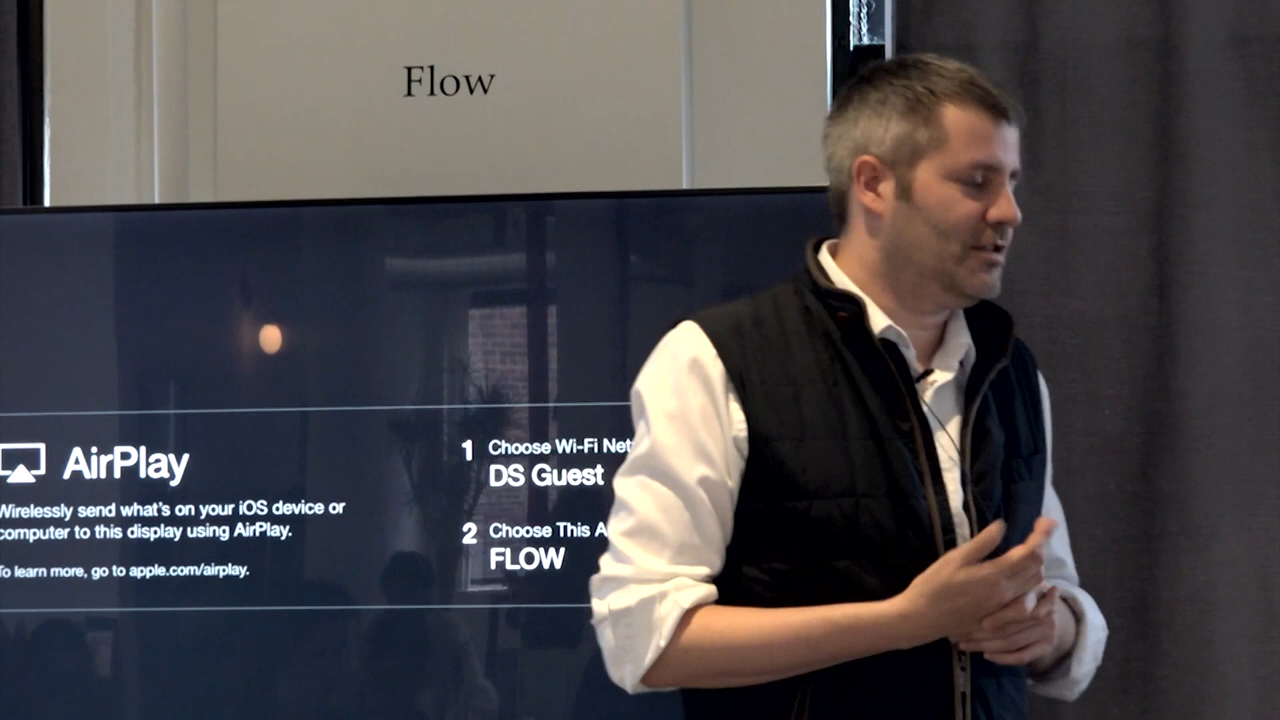 Flow
AirPlay
Wirelessly send what's on your iOS device or
computer to this display using AirPlay.
To learn more, go to apple.com/airplay.
1 Choose Wi-Fi
DS Guest
2 Choose This
FLOW